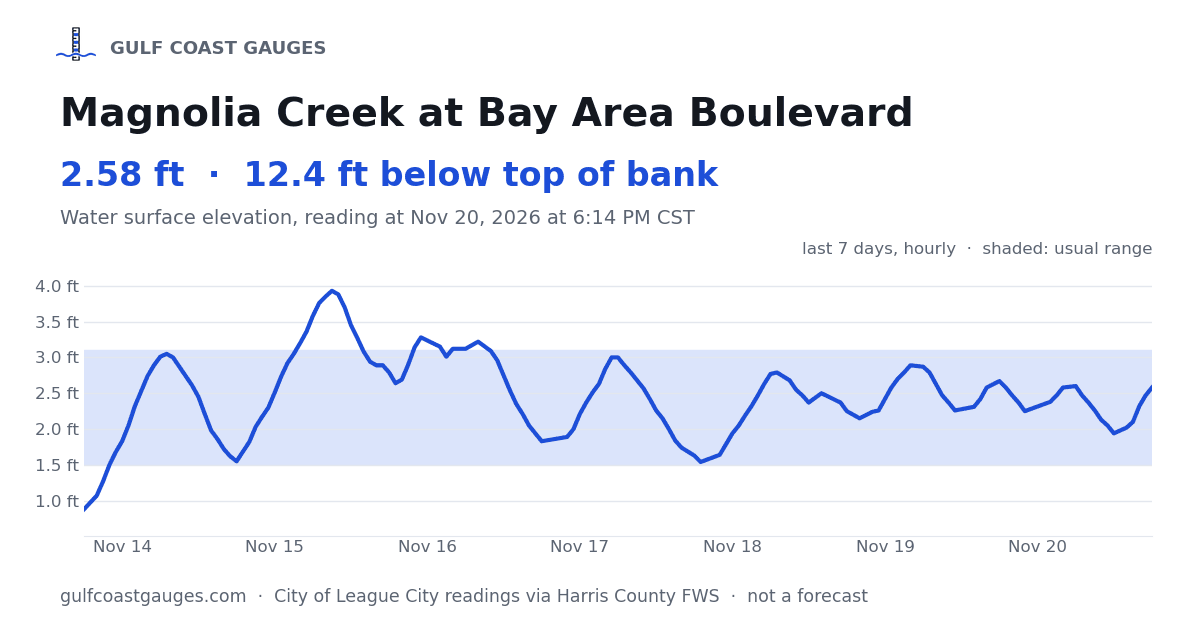 GULF COAST GAUGES
Magnolia Creek at Bay Area Boulevard
2.58 ft · 12.4 ft below top of bank
Water surface elevation, reading at Nov 20, 2026 at 6:14 PM CST
last 7 days, hourly · shaded: usual range
4.0 ft
3.5 ft
3.0 ft
2.5 ft
2.0 ft
1.5 ft
1.0 ft
Nov 14 Nov 15 Nov 16 Nov 17 Nov 18 Nov 19 Nov 20
gulfcoastgauges.com · City of League City readings via Harris County FWS · not a forecast